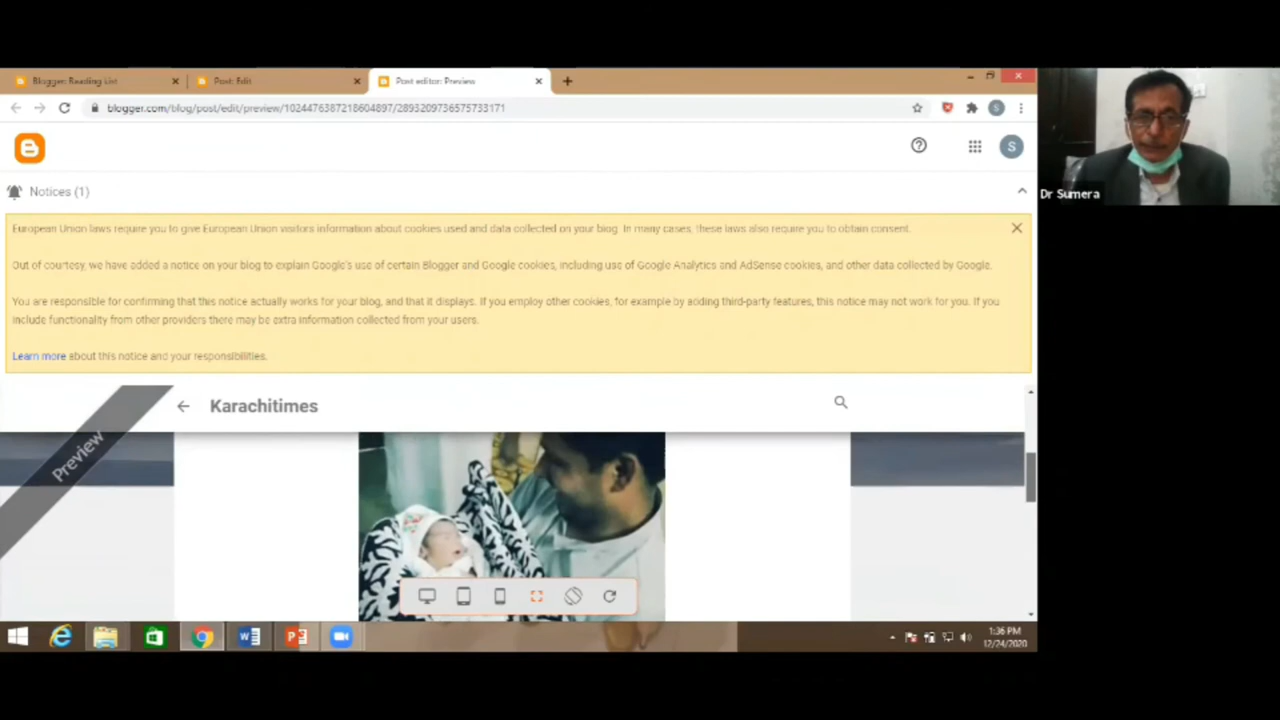 Blogger: Reading List
Post: Edit
Post editor: Preview
blogger.com/blog/post/edit/preview/1024476387218604897/2893209736575733171
S
S
Dr Sumera
Notices (1)
European Union laws require you to give European Union visitors information about cookies used and data collected on your blog. In many cases, these laws also require you to obtain consent.
Out of courtesy, we have added a notice on your blog to explain Google's use of certain Blogger and Google cookies, including use of Google Analytics and AdSense cookies, and other data collected by Google.
You are responsible for confirming that this notice actually works for your blog, and that it displays. If you employ other cookies, for example by adding third-party features, this notice may not work for you. If you
include functionality from other providers there may be extra information collected from your users.
Learn more about this notice and your responsibilities.
Karachitimes
Preview
1:36 PM
12/24/2020